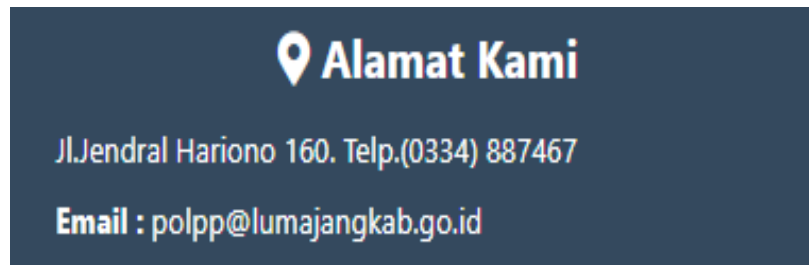 Alamat Kami
Jl.Jendral Hariono 160. Telp.(0334) 887467
Email : polpp@lumajangkab.go.id